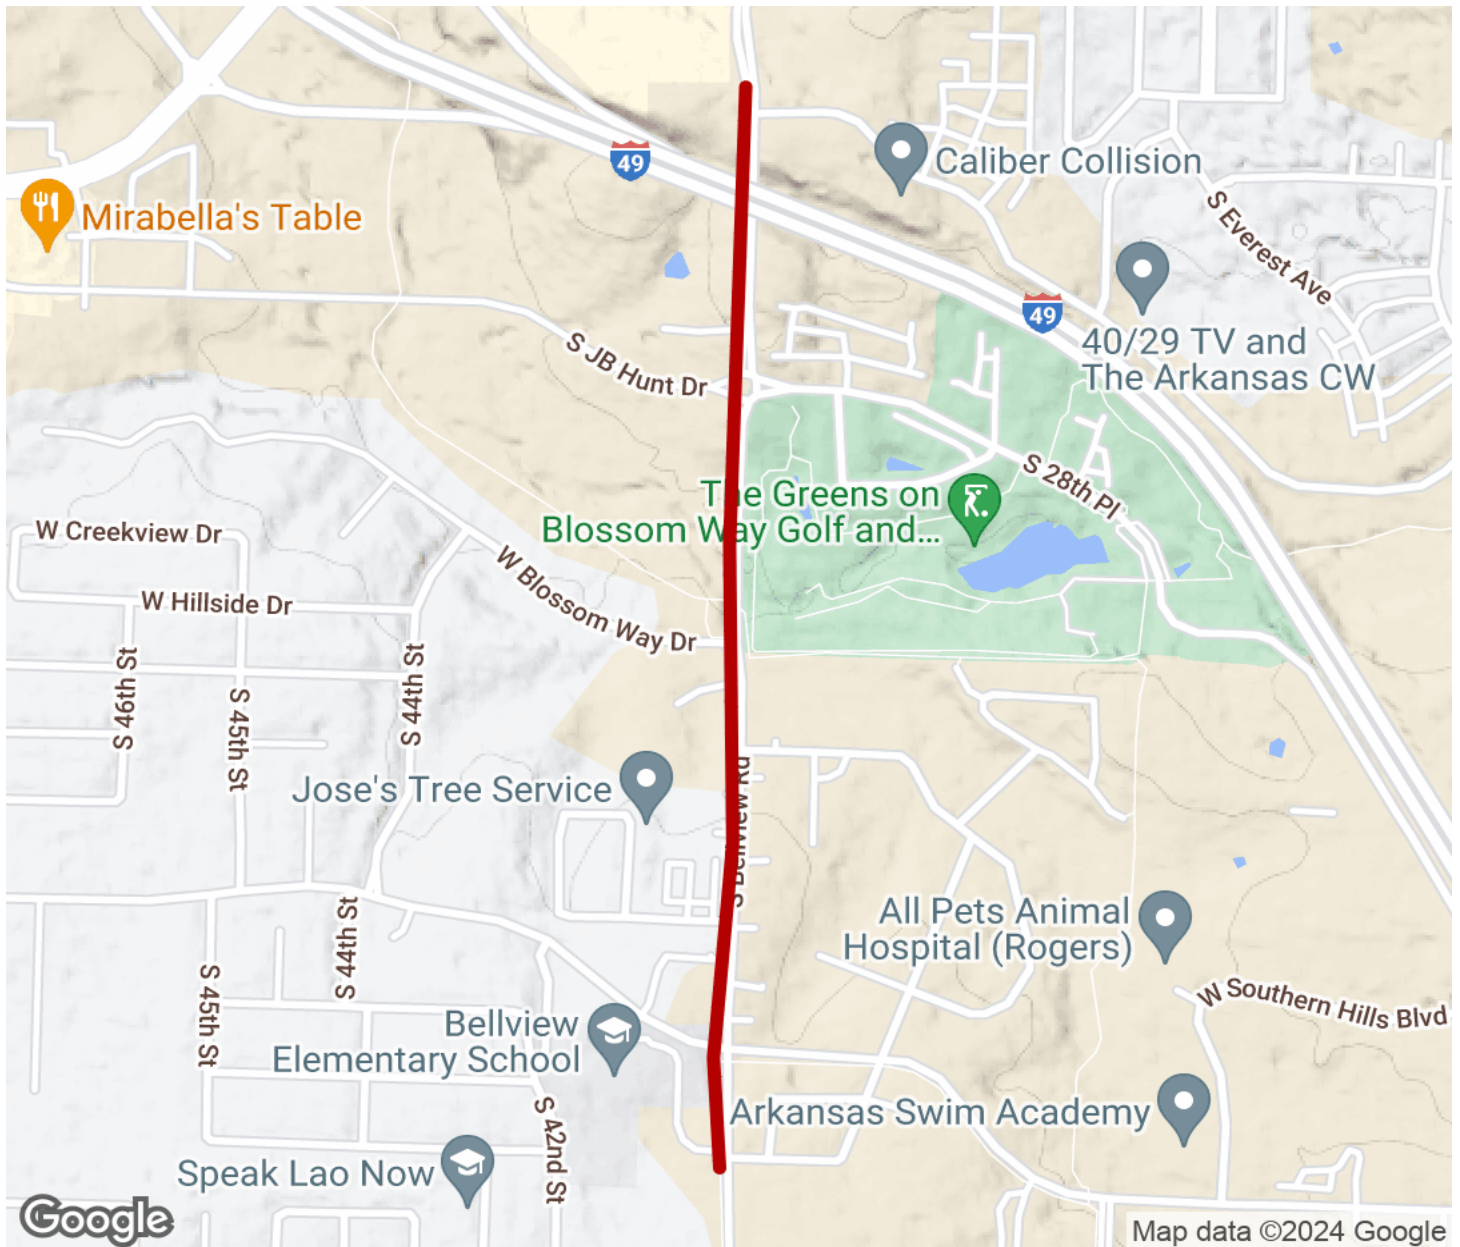 49
Caliber Collision
Mirabella's Table
S Everest Ave
49
40/29 TV and
The Arkansas CW
S JB Hunt Dr
S 28th Pl
The Greens on
Blossom Way Golf and...
W Creekview Dr
W Hillside Dr
W Blossom Way Dr
S 46th St
S 45th St
S 44th St
Jose's Tree Service
S Bellview Rd
All Pets Animal
Hospital (Rogers)
S 44th St
S 45th St
W Southern Hills Blvd
Bellview
Elementary School
Arkansas Swim Academy
S 42nd St
Speak Lao Now
Google
Map data ©2024 Google